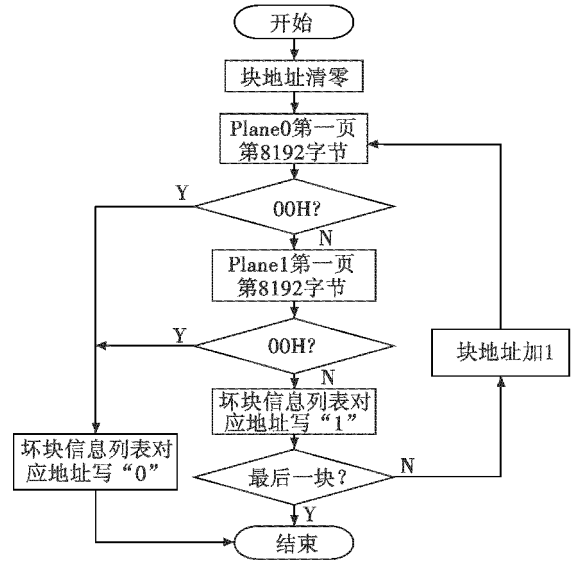 开始
块地址清零
Plane0第一页
第8192字节
Y
00H?
N
Plane1第一页
第8192字节
Y
00H?
块地址加1
N
坏块信息列表对
应地址写“1”
坏块信息列表对
应地址写“0”
最后一块?
N
Y
结束